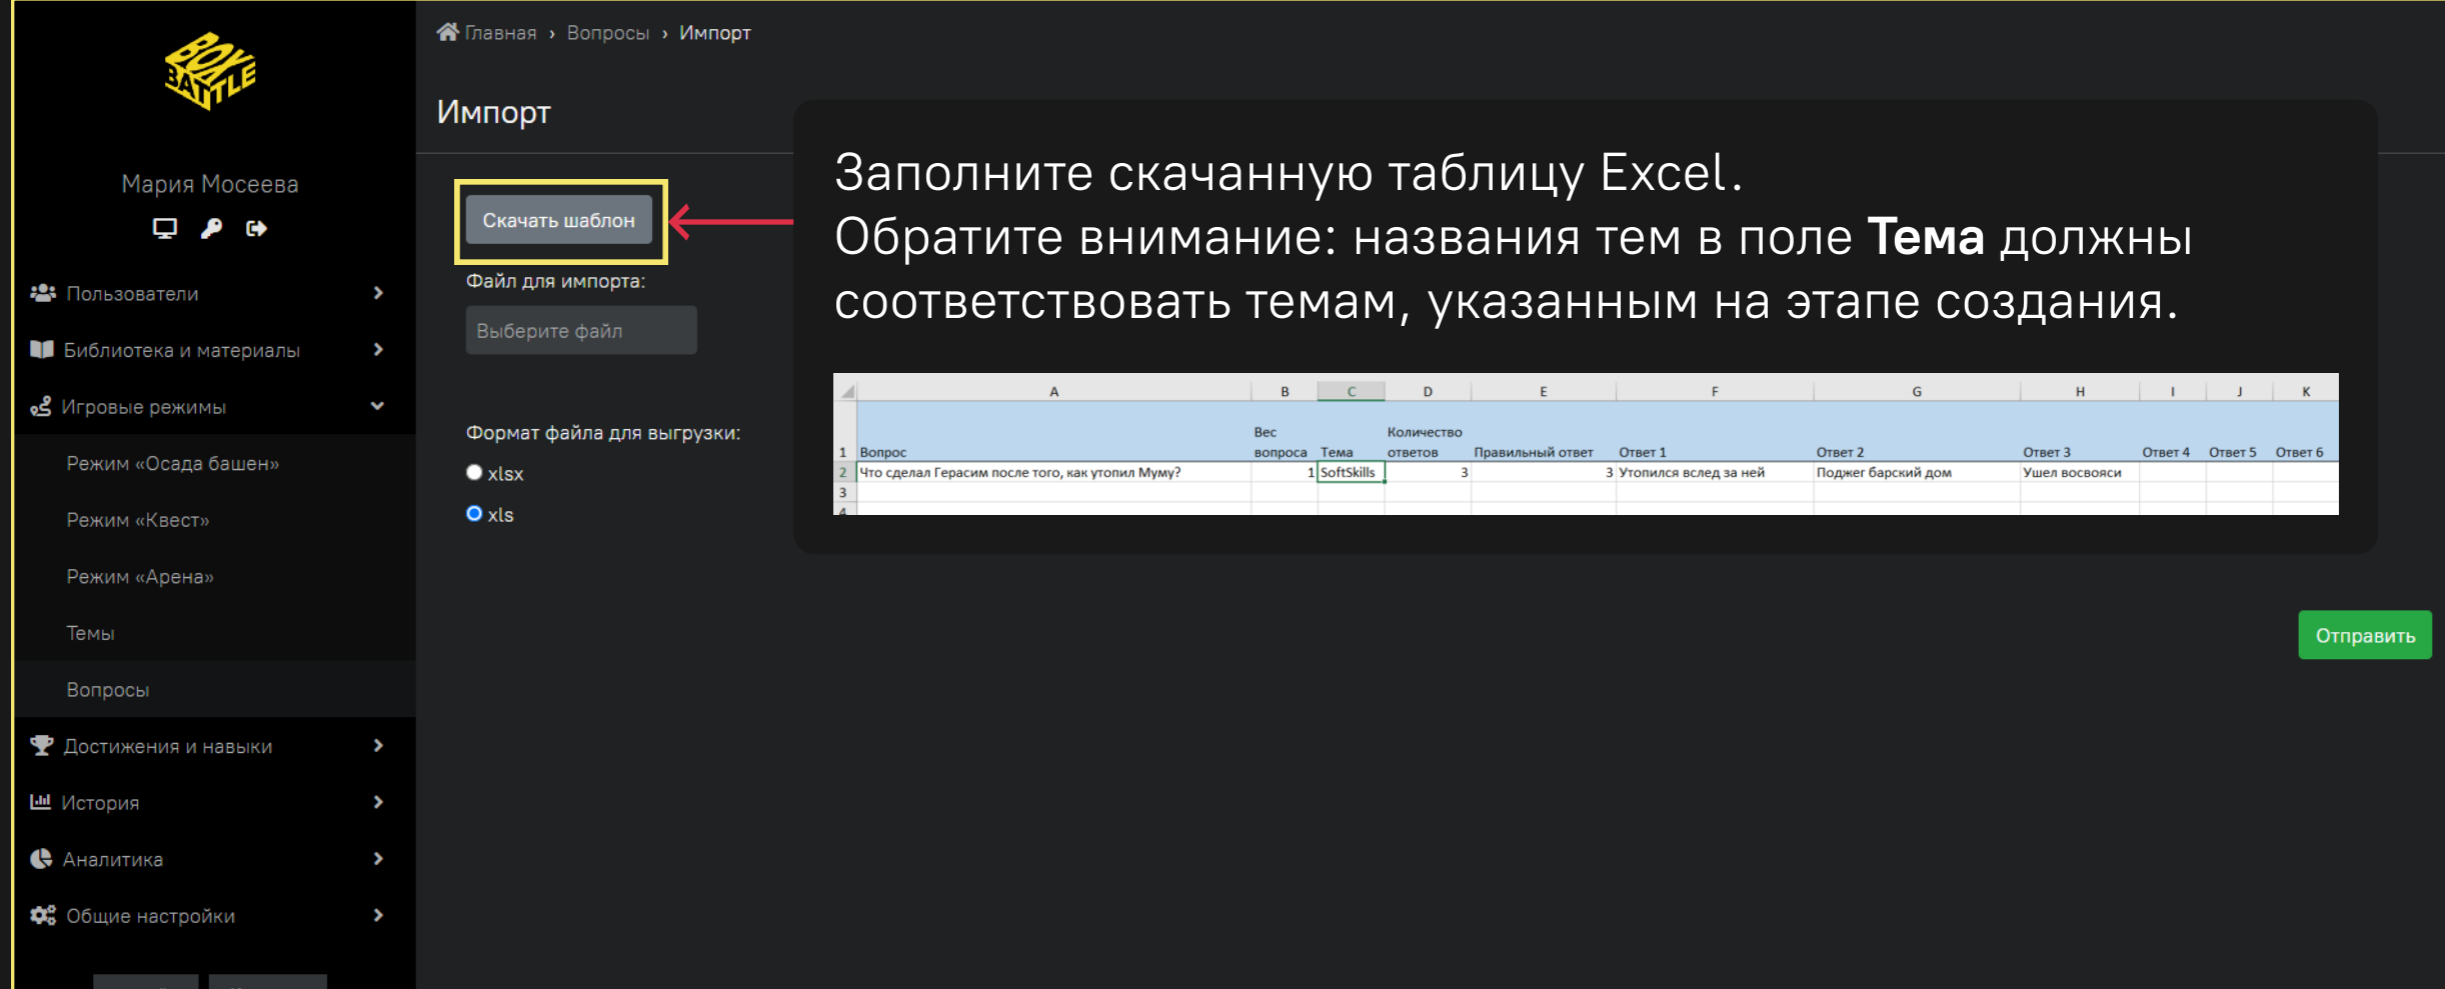 BOX BATTLE
Мария Мосеева
Пользователи
Библиотека и материалы
Игровые режимы
Режим «Осада башен»
Режим «Квест»
Режим «Арена»
Темы
Вопросы
Достижения и навыки
История
Аналитика
Общие настройки
Главная › Вопросы › Импорт
Импорт
Скачать шаблон
Файл для импорта:
Выберите файл
Формат файла для выгрузки:
xlsx
xls
Заполните скачанную таблицу Excel.
Обратите внимание: названия тем в поле Тема должны
соответствовать темам, указанным на этапе создания.
A B C D E F G H I J K
1 Вопрос Вес вопроса Тема Количество ответов Правильный ответ Ответ 1 Ответ 2 Ответ 3 Ответ 4 Ответ 5 Ответ 6
2 Что сделал Герасим после того, как утопил Муму? 1 SoftSkills 3 3 Утопился вслед за ней Поджег барский дом Ушел восвояси
3
4
Отправить